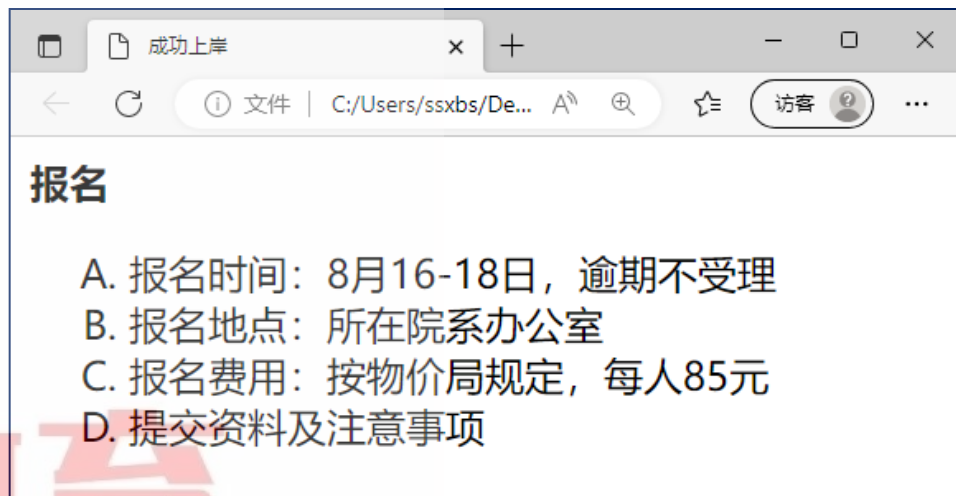 成功上岸
文件 C:/Users/ssxbs/De... 访客
报名
A. 报名时间：8月16-18日，逾期不受理
B. 报名地点：所在院系办公室
C. 报名费用：按物价局规定，每人85元
D. 提交资料及注意事项